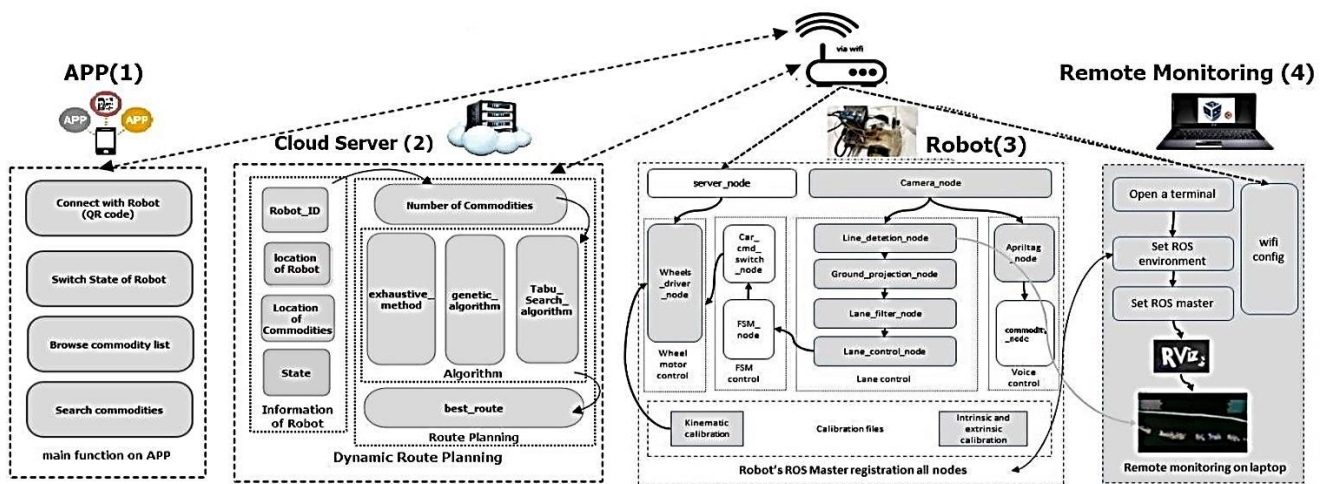 via wifi
APP(1)
APP
APP
Connect with Robot
(QR code)
Switch State of Robot
Browse commodity list
Search commodities
main function on APP
Cloud Server (2)
Robot_ID
location
of Robot
Location
of
Commodities
State
Information
of Robot
Number of Commodities
exhaustive_
method
genetic_
algorithm
Tabu_
Search_
algorithm
Algorithm
best_route
Route Planning
Dynamic Route Planning
Robot(3)
server_node
Camera_node
Wheels_
driver_
node
Wheel
motor
control
Car_
cmd_
switch
_node
FSM_
node
FSM
control
Line_detetion_node
Ground_projection_node
Lane_filter_node
Lane_control_node
Lane control
Apriltag
_node
commodit,
_node
Voice
control
Kinematic
calibration
Calibration files
Intrinsic and
extrinsic
calibration
Robot's ROS Master registration all nodes
Remote Monitoring (4)
Open a terminal
Set ROS
environment
Set ROS master
RViz
wifi
config
Remote monitoring on laptop